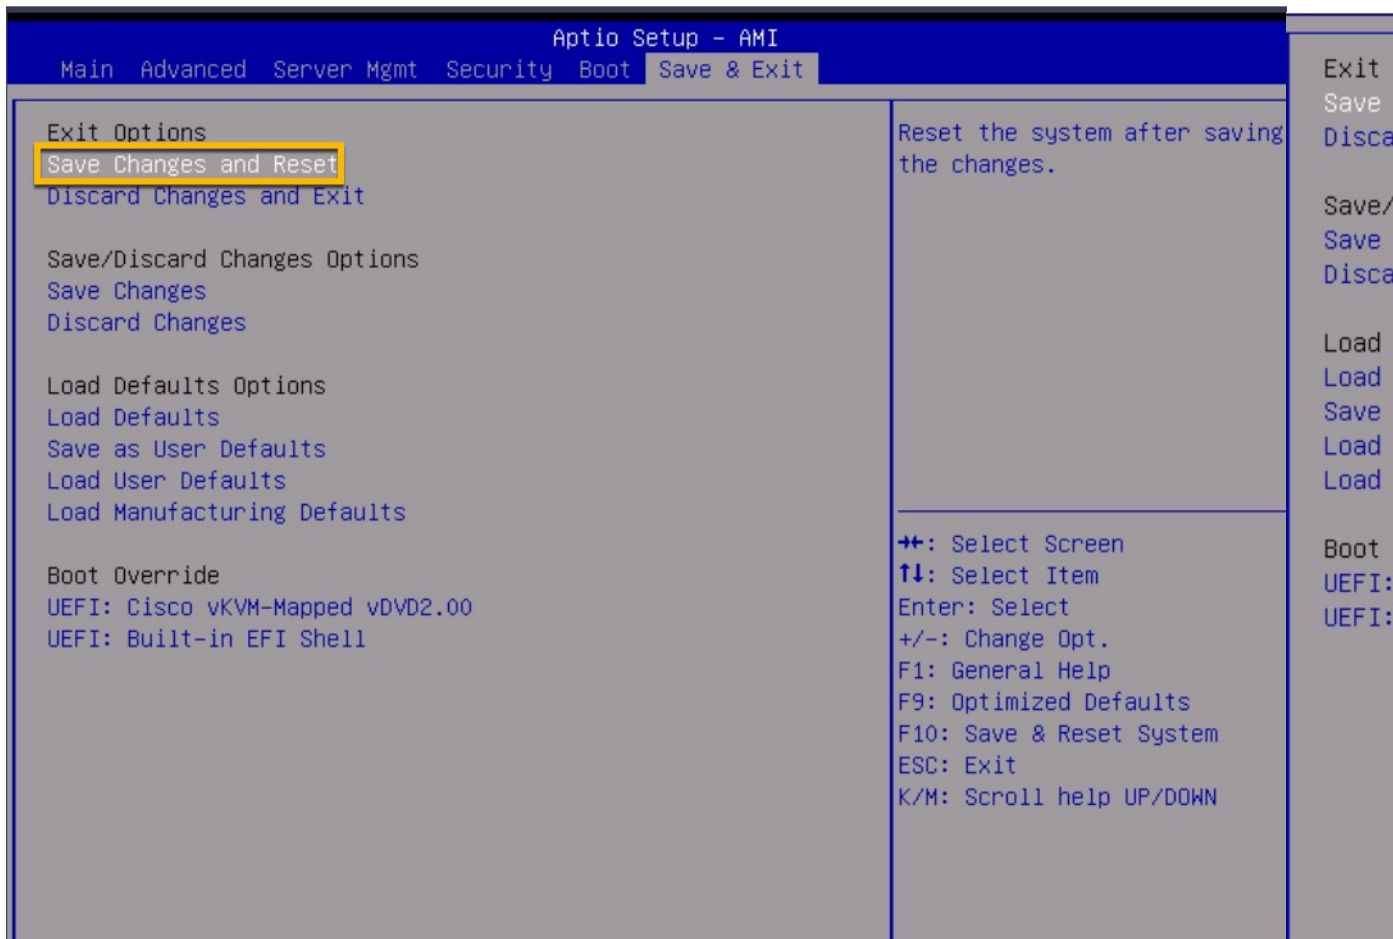 Aptio Setup – AMI
Main Advanced Server Mgmt Security Boot Save & Exit
Exit Options
Save Changes and Reset
Discard Changes and Exit
Save/Discard Changes Options
Save Changes
Discard Changes
Load Defaults Options
Load Defaults
Save as User Defaults
Load User Defaults
Load Manufacturing Defaults
Boot Override
UEFI: Cisco vKVM-Mapped vDVD2.00
UEFI: Built-in EFI Shell
Reset the system after saving
the changes.
→←: Select Screen
↑↓: Select Item
Enter: Select
+/-: Change Opt.
F1: General Help
F9: Optimized Defaults
F10: Save & Reset System
ESC: Exit
K/M: Scroll help UP/DOWN
Exit
Save
Disca
Save/
Save
Disca
Load
Load
Save
Load
Load
Boot
UEFI:
UEFI: